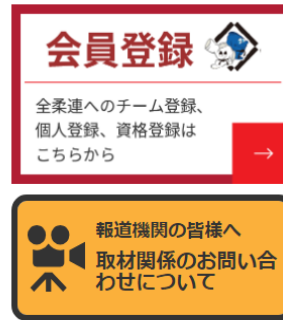 会員登録
全柔連へのチーム登録、
個人登録、資格登録は
こちらから
→
報道機関の皆様へ
取材関係のお問い合
わせについて